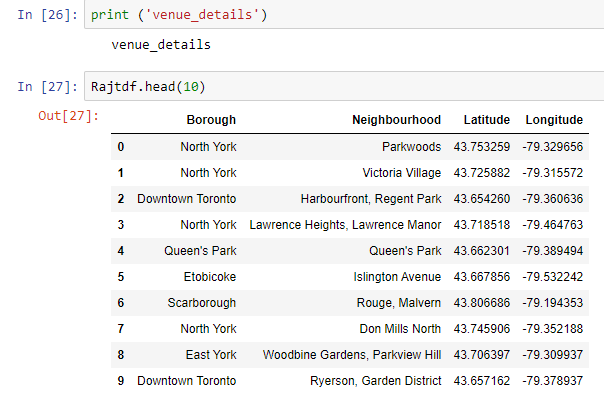 In [26]: print ('venue_details')
venue_details
In [27]: Rajtdf.head(10)
Out[27]:
Borough Neighbourhood Latitude Longitude
0 North York Parkwoods 43.753259 -79.329656
1 North York Victoria Village 43.725882 -79.315572
2 Downtown Toronto Harbourfront, Regent Park 43.654260 -79.360636
3 North York Lawrence Heights, Lawrence Manor 43.718518 -79.464763
4 Queen's Park Queen's Park 43.662301 -79.389494
5 Etobicoke Islington Avenue 43.667856 -79.532242
6 Scarborough Rouge, Malvern 43.806686 -79.194353
7 North York Don Mills North 43.745906 -79.352188
8 East York Woodbine Gardens, Parkview Hill 43.706397 -79.309937
9 Downtown Toronto Ryerson, Garden District 43.657162 -79.378937